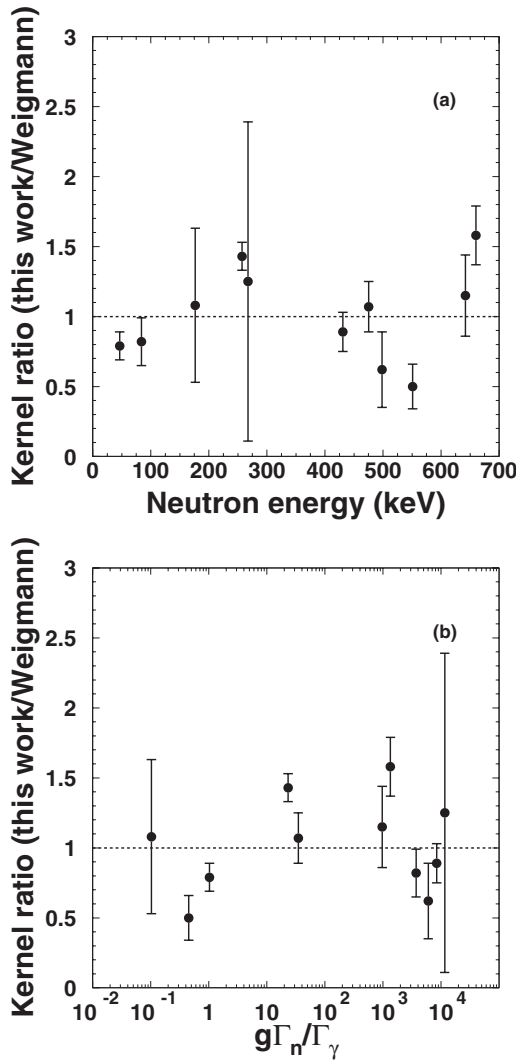 Kernel ratio (this work/Weigmann)
3
2.5
2
1.5
1
0.5
0
(a)
0 100 200 300 400 500 600 700
Neutron energy (keV)
Kernel ratio (this work/Weigmann)
3
2.5
2
1.5
1
0.5
0
(b)
10⁻² 10⁻¹ 1 10 10² 10³ 10⁴
gΓₙ/Γᵧ